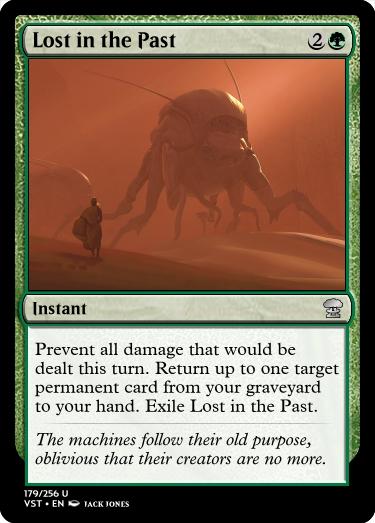 Lost in the Past 2
Instant
Prevent all damage that would be
dealt this turn. Return up to one target
permanent card from your graveyard
to your hand. Exile Lost in the Past.
The machines follow their old purpose,
oblivious that their creators are no more.
179/256 U
VST • EN JACK JONES